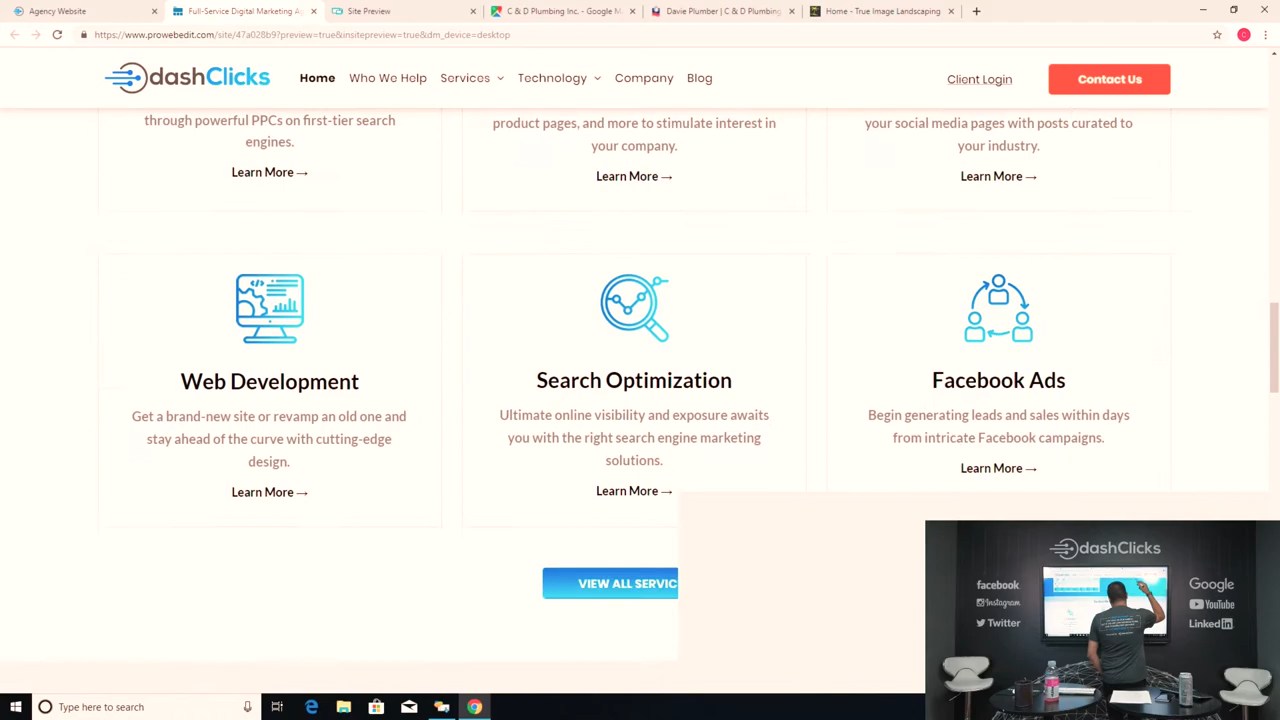 Agency Website
Full-Service Digital Marketing Ag
Site Preview
C & D Plumbing Inc. - Google M
Davie Plumber | C & D Plumbing
Home - True Image Landscaping
https://www.prowebedit.com/site/47a028b9?preview=true&insitepreview=true&dm_device=desktop
C
dashClicks
Home
Who We Help
Services
Technology
Company
Blog
Client Login
Contact Us
through powerful PPCs on first-tier search
engines.
Learn More →
product pages, and more to stimulate interest in
your company.
Learn More →
your social media pages with posts curated to
your industry.
Learn More →
Web Development
Get a brand-new site or revamp an old one and
stay ahead of the curve with cutting-edge
design.
Learn More →
Search Optimization
Ultimate online visibility and exposure awaits
you with the right search engine marketing
solutions.
Learn More →
Facebook Ads
Begin generating leads and sales within days
from intricate Facebook campaigns.
Learn More →
VIEW ALL SERVIC
dashClicks
facebook
Instagram
Twitter
Google
YouTube
Linkedin
Type here to search